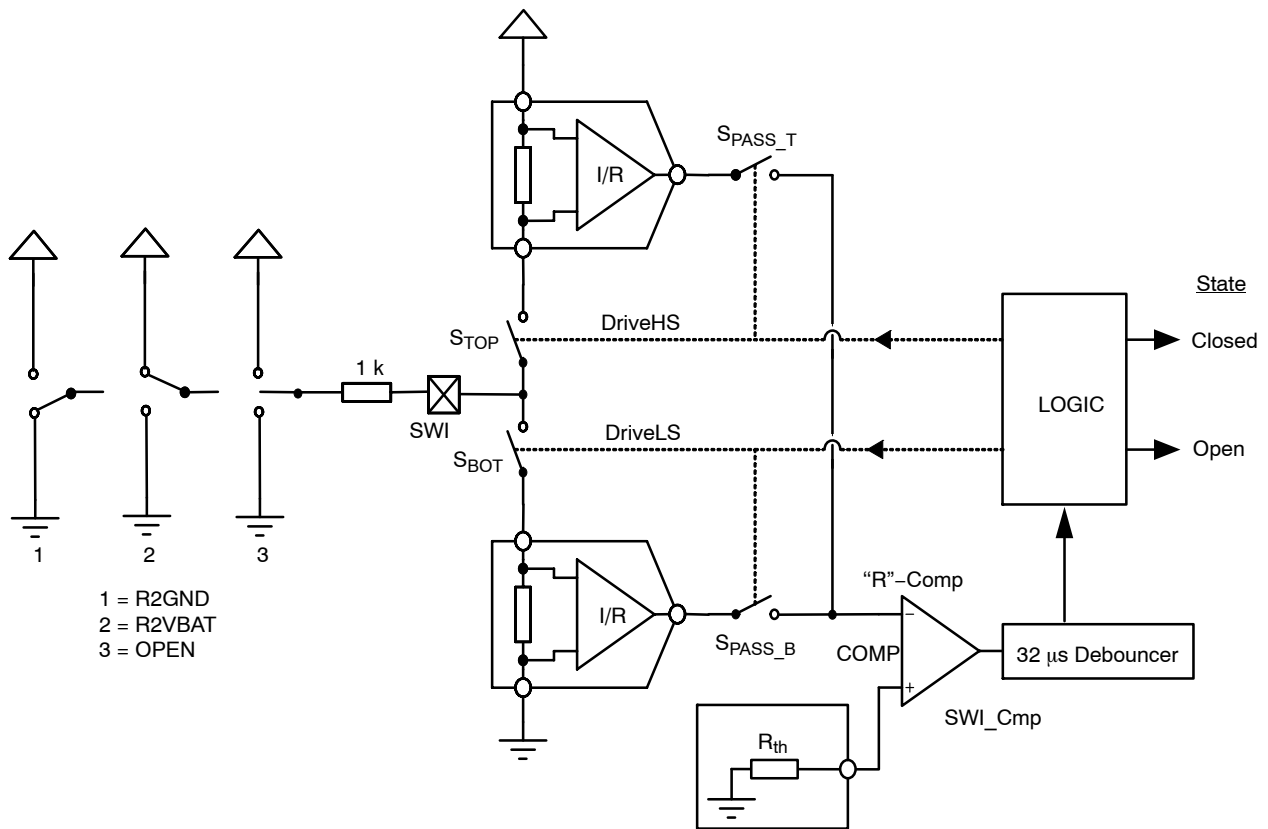 S_PASS_T
I/R
State
DriveHS
Closed
S_TOP
1 k
LOGIC
SWI
DriveLS
Open
S_BOT
1
2
3
"R"−Comp
1 = R2GND
2 = R2VBAT
3 = OPEN
I/R
−
S_PASS_B
COMP
32 μs Debouncer
+
SWI_Cmp
R_th